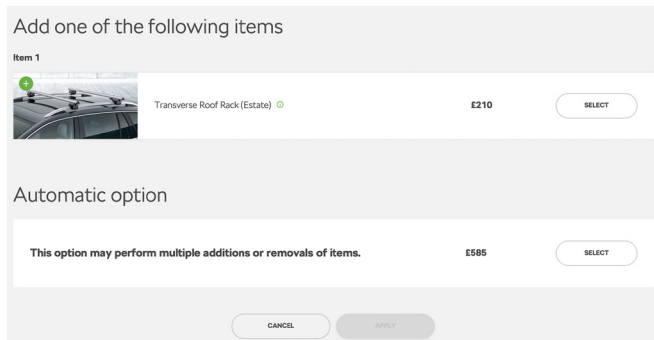 Add one of the following items
Item 1
Transverse Roof Rack (Estate)
£210
SELECT
Automatic option
This option may perform multiple additions or removals of items.
£585
SELECT
CANCEL
APPLY